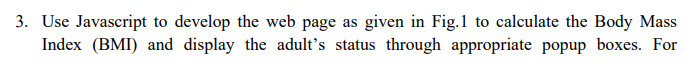 3. Use Javascript to develop the web page as given in Fig.1 to calculate the Body Mass
Index (BMI) and display the adult’s status through appropriate popup boxes. For